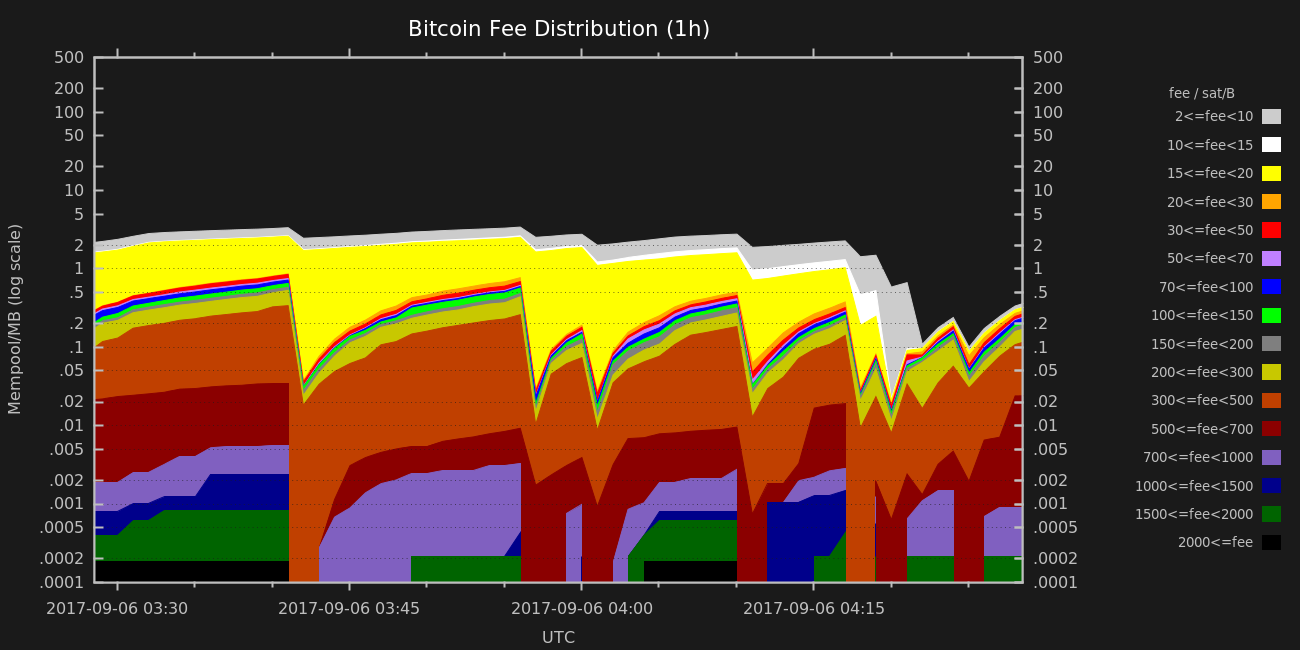 Bitcoin Fee Distribution (1h)
Mempool/MB (log scale)
500
200
100
50
20
10
5
2
1
.5
.2
.1
.05
.02
.01
.005
.002
.001
.0005
.0002
.0001
500
200
100
50
20
10
5
2
1
.5
.2
.1
.05
.02
.01
.005
.002
.001
.0005
.0002
.0001
fee / sat/B
2<=fee<10
10<=fee<15
15<=fee<20
20<=fee<30
30<=fee<50
50<=fee<70
70<=fee<100
100<=fee<150
150<=fee<200
200<=fee<300
300<=fee<500
500<=fee<700
700<=fee<1000
1000<=fee<1500
1500<=fee<2000
2000<=fee
2017-09-06 03:30 2017-09-06 03:45 2017-09-06 04:00 2017-09-06 04:15
UTC